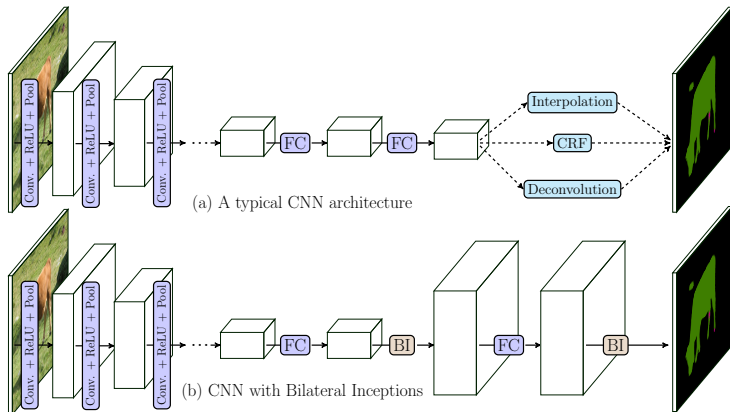 Conv. + ReLU + Pool
Conv. + ReLU + Pool
Conv. + ReLU + Pool
FC
FC
Interpolation
CRF
Deconvolution
(a) A typical CNN architecture
Conv. + ReLU + Pool
Conv. + ReLU + Pool
Conv. + ReLU + Pool
FC
BI
FC
BI
(b) CNN with Bilateral Inceptions